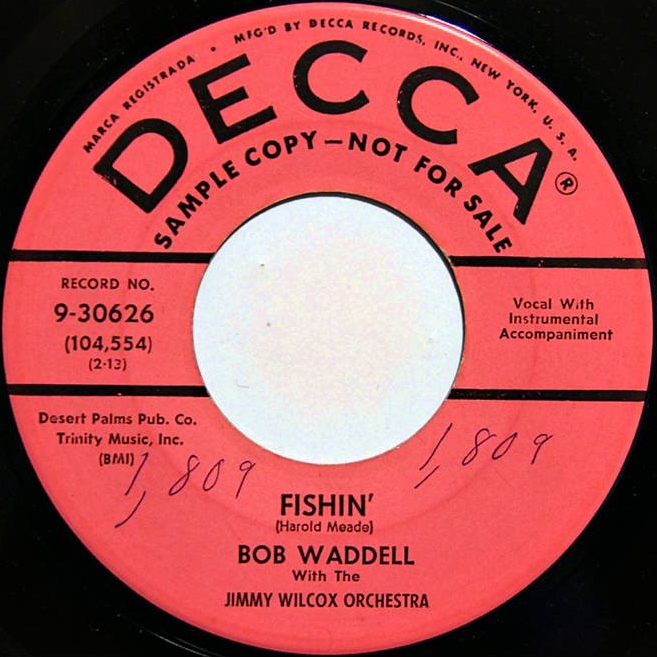 MARCA REGISTRADA • MFG'D BY DECCA RECORDS, INC., NEW YORK, U. S. A.
DECCA®
SAMPLE COPY—NOT FOR SALE
RECORD NO.
9-30626
(104,554)
(2-13)
Vocal With
Instrumental
Accompaniment
Desert Palms Pub. Co.
Trinity Music, Inc.
(BMI)
1,809
1,809
FISHIN'
(Harold Meade)
BOB WADDELL
With The
JIMMY WILCOX ORCHESTRA